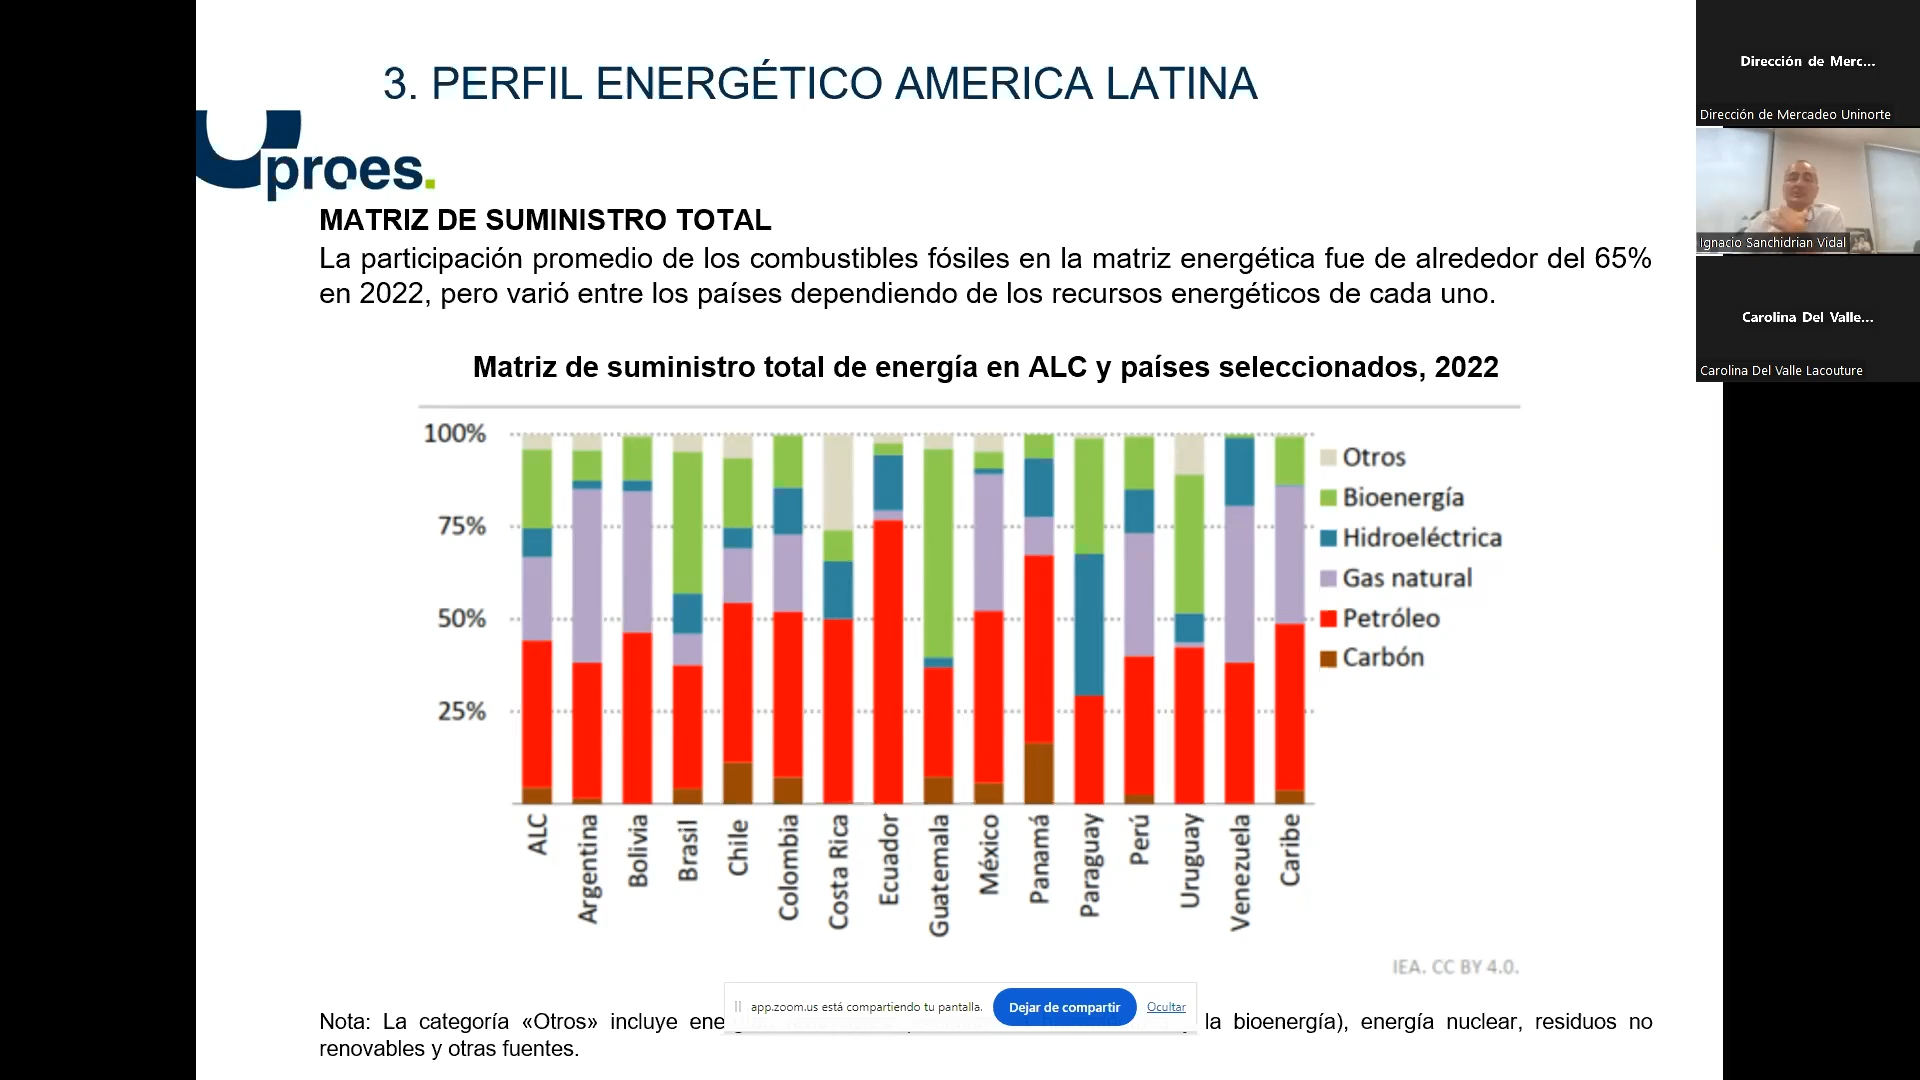 3. PERFIL ENERGÉTICO AMERICA LATINA
Uproes.
MATRIZ DE SUMINISTRO TOTAL
La participación promedio de los combustibles fósiles en la matriz energética fue de alrededor del 65%
en 2022, pero varió entre los países dependiendo de los recursos energéticos de cada uno.
Matriz de suministro total de energía en ALC y países seleccionados, 2022
100%
75%
50%
25%
Otros
Bioenergía
Hidroeléctrica
Gas natural
Petróleo
Carbón
ALC
Argentina
Bolivia
Brasil
Chile
Colombia
Costa Rica
Ecuador
Guatemala
México
Panamá
Paraguay
Perú
Uruguay
Venezuela
Caribe
IEA. CC BY 4.0.
Nota: La categoría «Otros» incluye la bioenergía), energía nuclear, residuos no
renovables y otras fuentes.
app.zoom.us está compartiendo tu pantalla. Dejar de compartir Ocultar
Dirección de Merc...
Dirección de Mercadeo Uninorte
Ignacio Sanchidrian Vidal
Carolina Del Valle...
Carolina Del Valle Lacouture